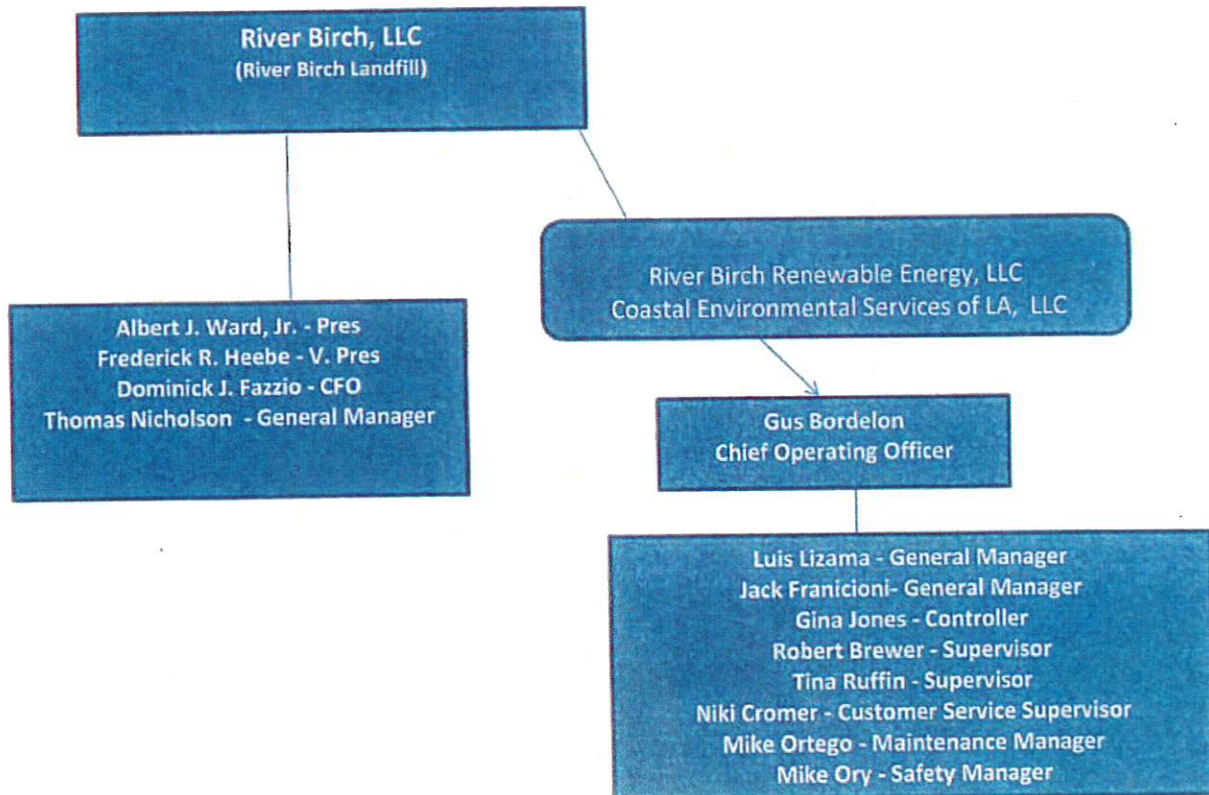 River Birch, LLC
(River Birch Landfill)
River Birch Renewable Energy, LLC
Coastal Environmental Services of LA, LLC
Albert J. Ward, Jr. - Pres
Frederick R. Heebe - V. Pres
Dominick J. Fazzio - CFO
Thomas Nicholson - General Manager
Gus Bordelon
Chief Operating Officer
Luis Lizama - General Manager
Jack Franicioni- General Manager
Gina Jones - Controller
Robert Brewer - Supervisor
Tina Ruffin - Supervisor
Niki Cromer - Customer Service Supervisor
Mike Ortego - Maintenance Manager
Mike Ory - Safety Manager